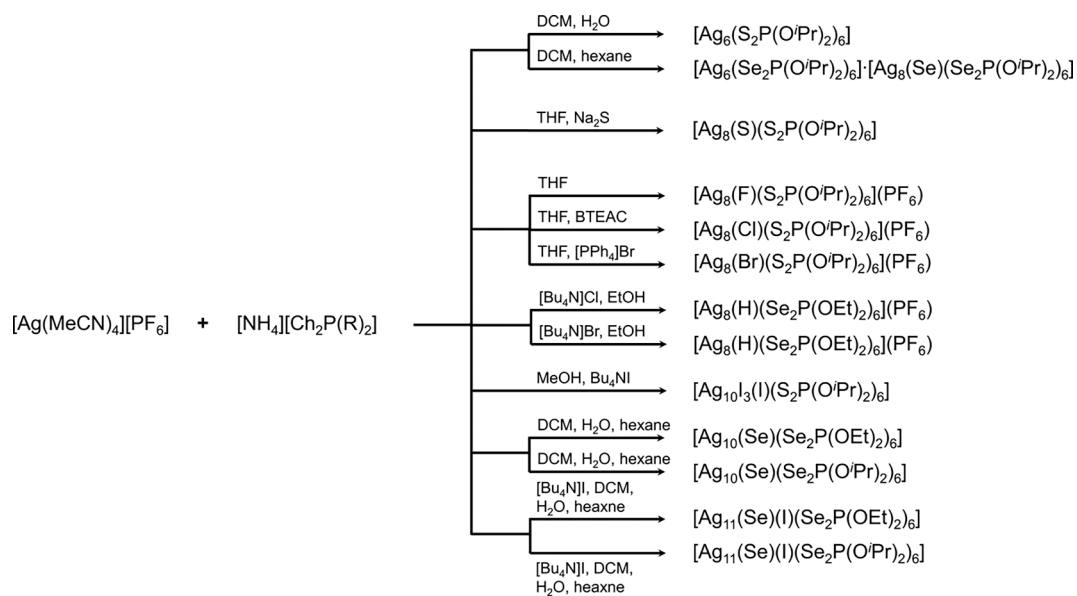 DCM, H₂O
[Ag₆(S₂P(OⁱPr)₂)₆]
DCM, hexane
[Ag₆(Se₂P(OⁱPr)₂)₆]·[Ag₈(Se)(Se₂P(OⁱPr)₂)₆]
THF, Na₂S
[Ag₈(S)(S₂P(OⁱPr)₂)₆]
THF
[Ag₈(F)(S₂P(OⁱPr)₂)₆](PF₆)
THF, BTEAC
[Ag₈(Cl)(S₂P(OⁱPr)₂)₆](PF₆)
THF, [PPh₄]Br
[Ag₈(Br)(S₂P(OⁱPr)₂)₆](PF₆)
[Ag(MeCN)₄][PF₆] + [NH₄][Ch₂P(R)₂]
[Bu₄N]Cl, EtOH
[Ag₈(H)(Se₂P(OEt)₂)₆](PF₆)
[Bu₄N]Br, EtOH
[Ag₈(H)(Se₂P(OEt)₂)₆](PF₆)
MeOH, Bu₄NI
[Ag₁₀I₃(I)(S₂P(OⁱPr)₂)₆]
DCM, H₂O, hexane
[Ag₁₀(Se)(Se₂P(OEt)₂)₆]
DCM, H₂O, hexane
[Ag₁₀(Se)(Se₂P(OⁱPr)₂)₆]
[Bu₄N]I, DCM,
H₂O, heaxne
[Ag₁₁(Se)(I)(Se₂P(OEt)₂)₆]
[Ag₁₁(Se)(I)(Se₂P(OⁱPr)₂)₆]
[Bu₄N]I, DCM,
H₂O, heaxne